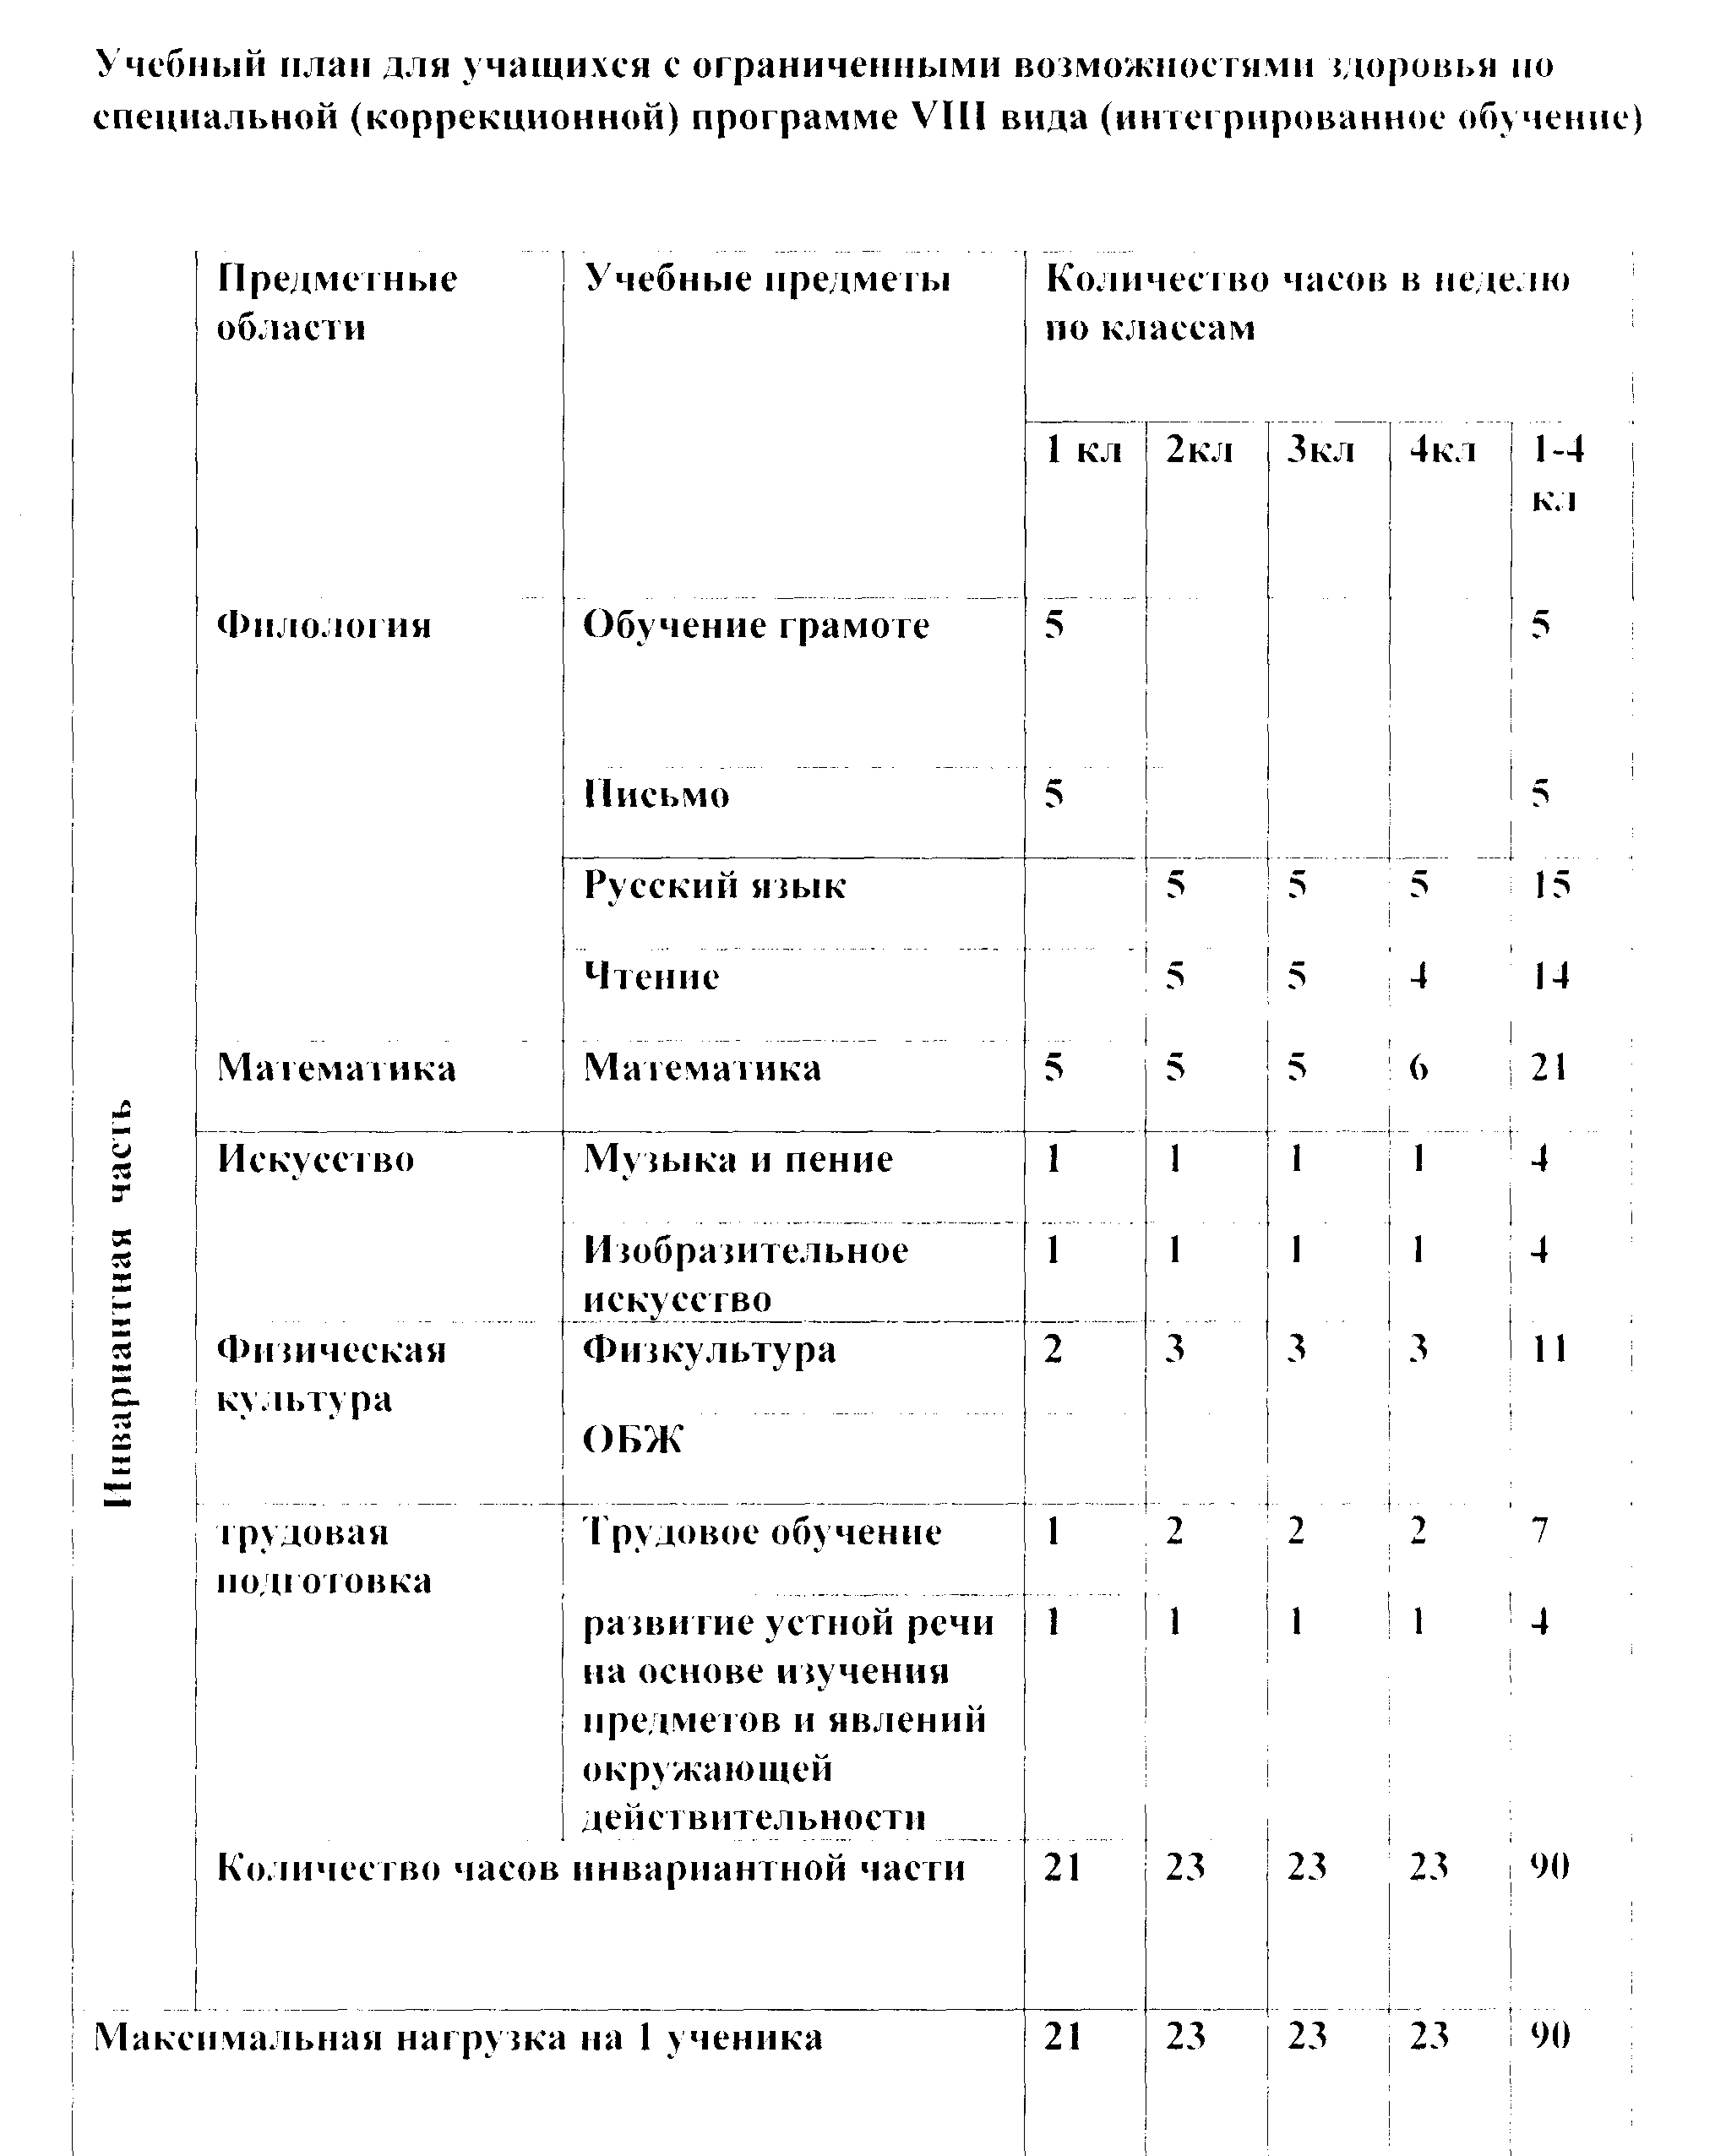 Учебный план для учащихся с ограниченными возможностями здоровья по
специальной (коррекционной) программе VIII вида (интегрированное обучение)
Предметные области
Учебные предметы
Количество часов в неделю
по классам
1 кл 2кл 3кл 4кл 1-4 кл
Филология Обучение грамоте 5 5
Письмо 5 5
Русский язык 5 5 5 15
Чтение 5 5 4 14
Математика Математика 5 5 5 6 21
Искусство Музыка и пение 1 1 1 1 4
Изобразительное 1 1 1 1 4
искусство
Физическая Физкультура 2 3 3 3 11
культура
ОБЖ
трудовая Трудовое обучение 1 2 2 2 7
подготовка
развитие устной речи 1 1 1 1 4
на основе изучения
предметов и явлений
окружающей
действительности
Инвариантная часть
Количество часов инвариантной части 21 23 23 23 90
Максимальная нагрузка на 1 ученика 21 23 23 23 90